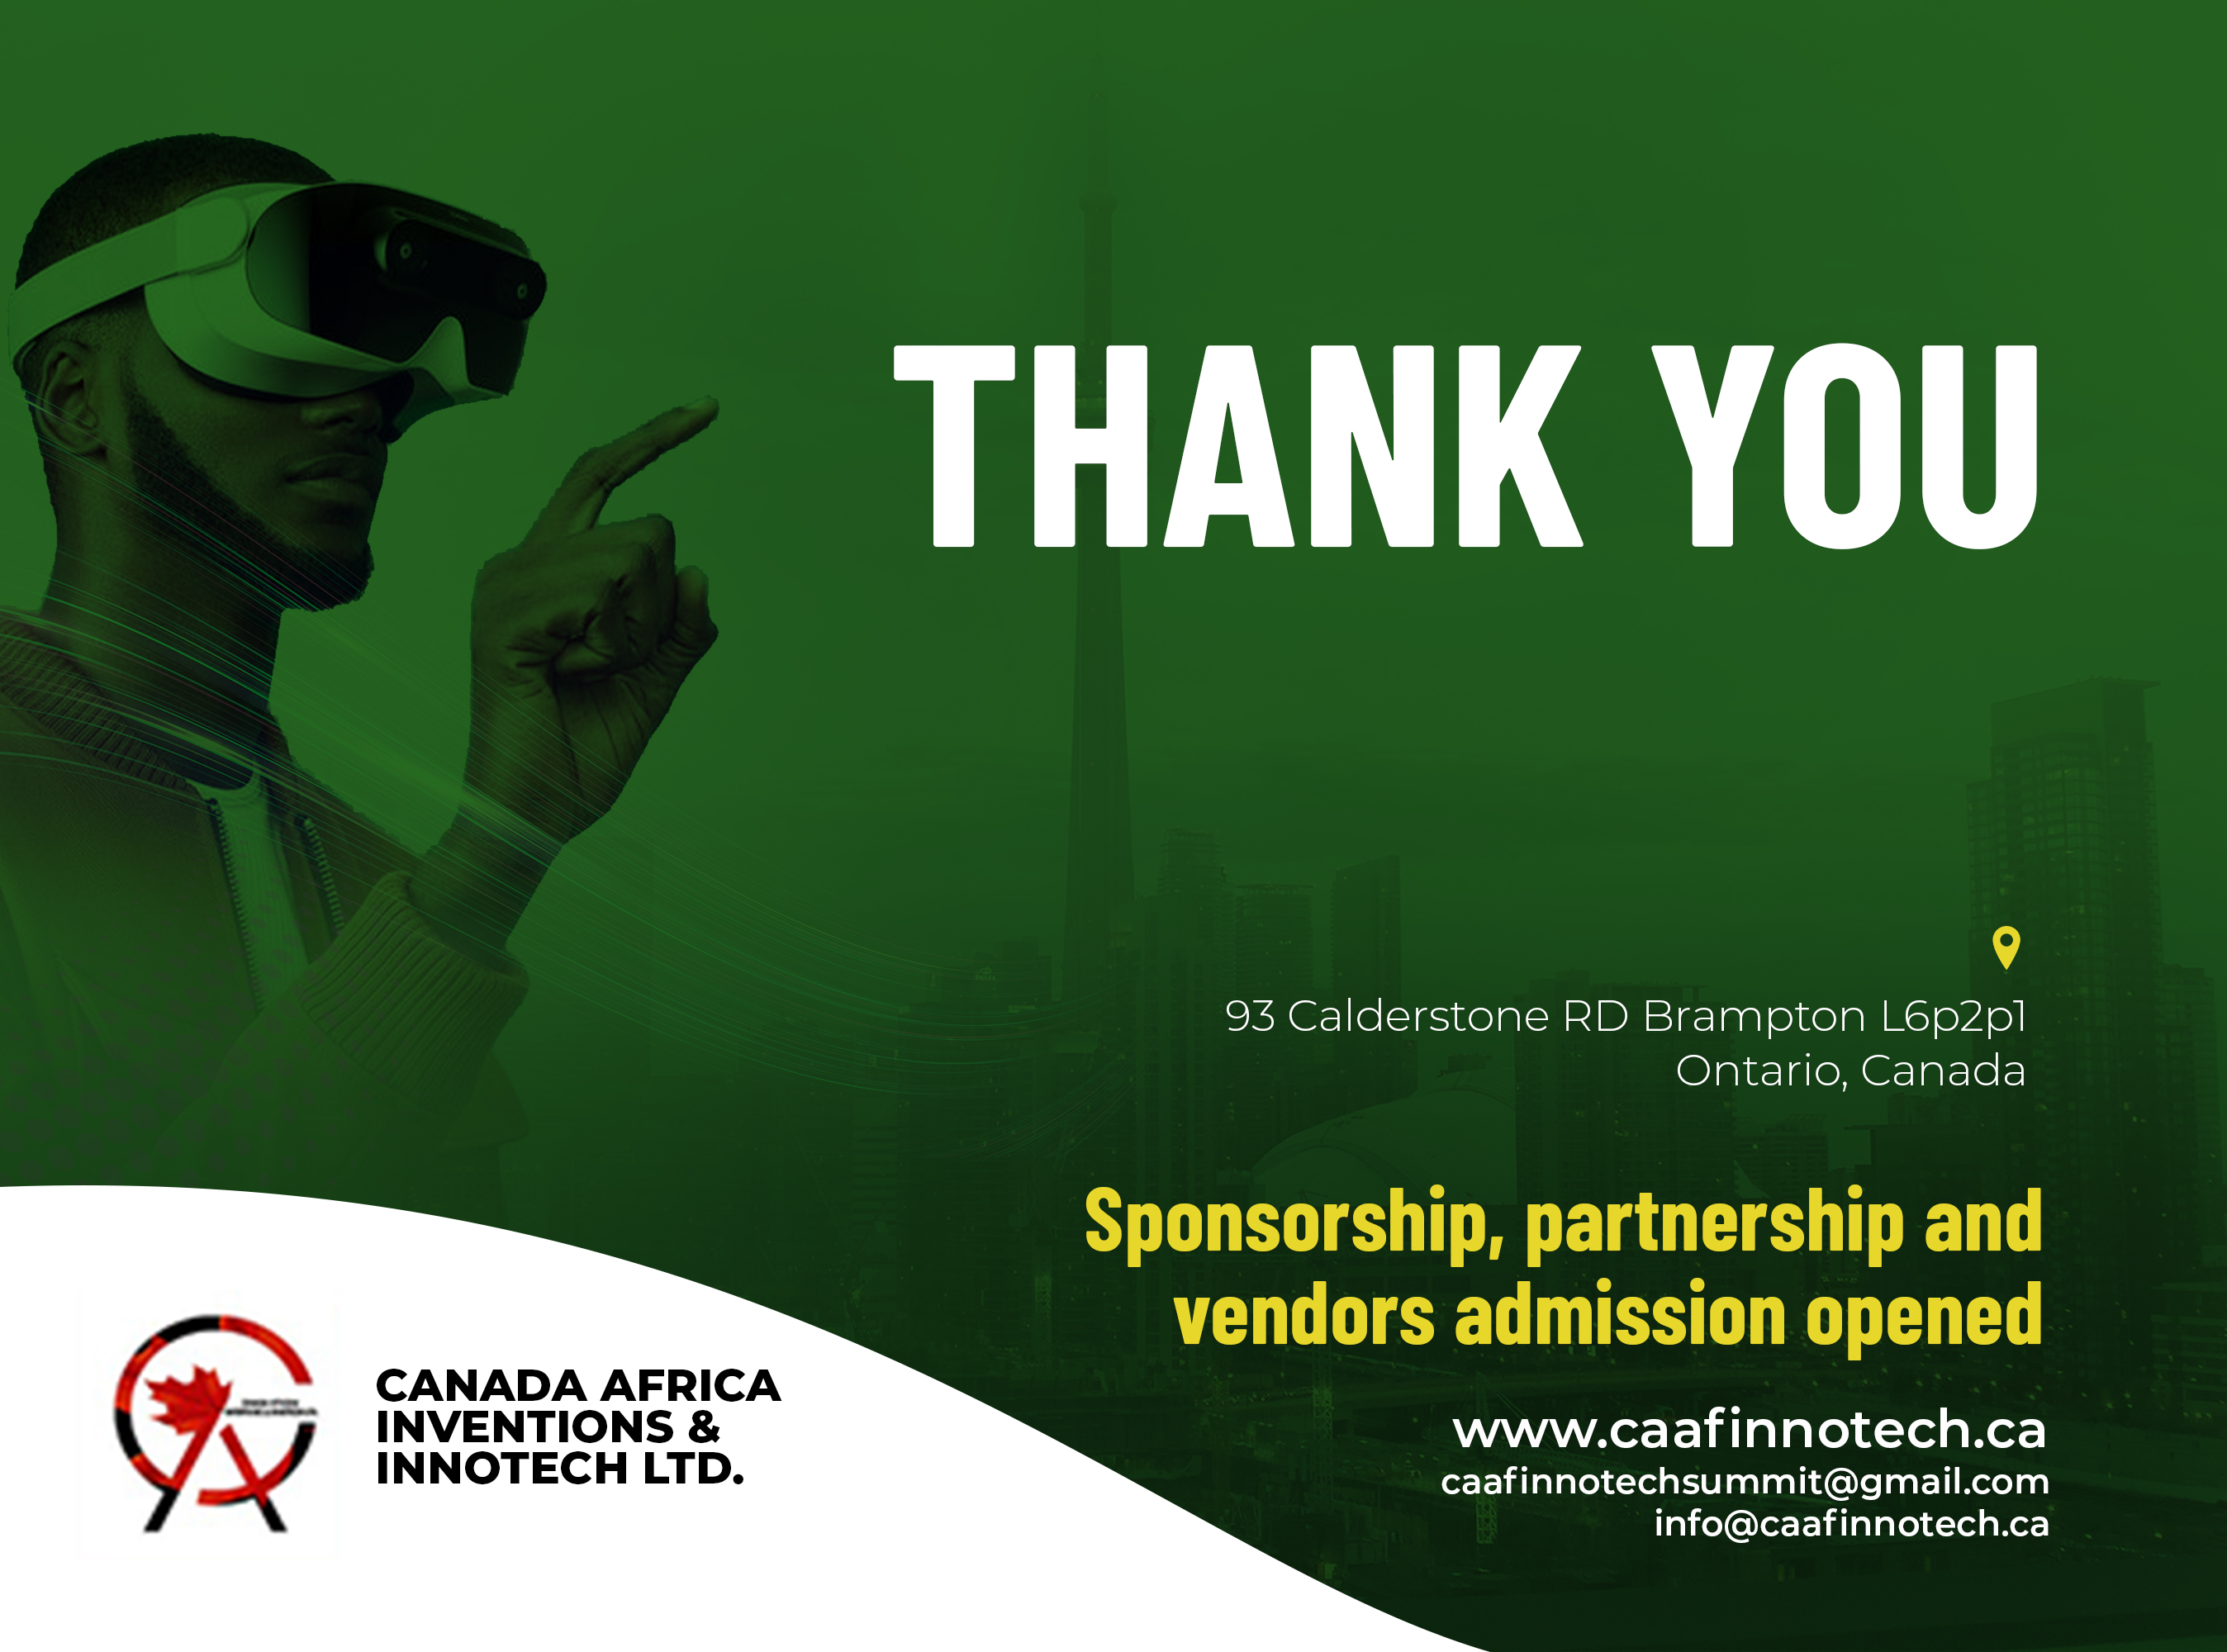 THANK YOU
93 Calderstone RD Brampton L6p2p1
Ontario, Canada
Sponsorship, partnership and
vendors admission opened
www.caafinnotech.ca
caafinnotechsummit@gmail.com
info@caafinnotech.ca
CANADA AFRICA
INVENTIONS &
INNOTECH LTD.